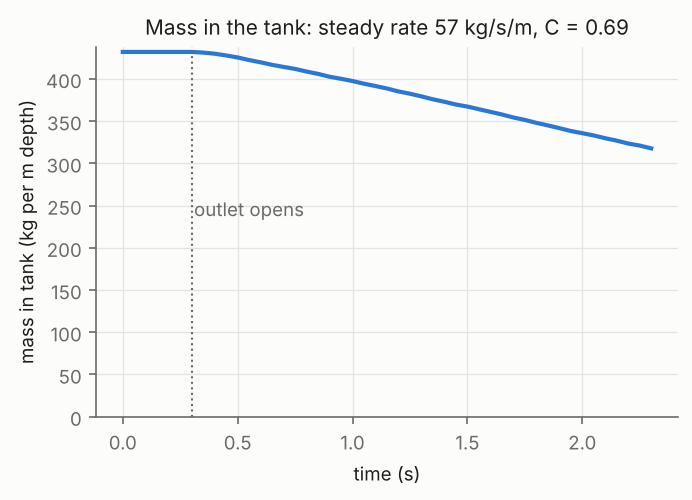 Mass in the tank: steady rate 57 kg/s/m, C = 0.69
mass in tank (kg per m depth)
400
350
300
250
200
150
100
50
0
outlet opens
0.0 0.5 1.0 1.5 2.0
time (s)